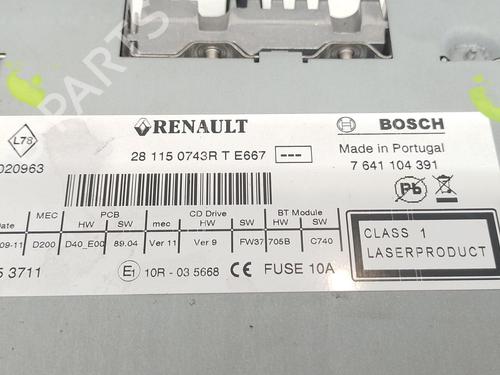 RENAULT
BOSCH
L78
28 115 0743R T E667 ---
Made in Portugal
020963
7 641 104 391
Pb
MEC PCB CD Drive BT Module
Date HW SW mec HW SW HW SW
09-11 D200 D40_E00 89.04 Ver 11 Ver 9 FW37 705B C740
CLASS 1
LASERPRODUCT
5 3711
E1 10R - 03 5668 CE FUSE 10A
PARTS